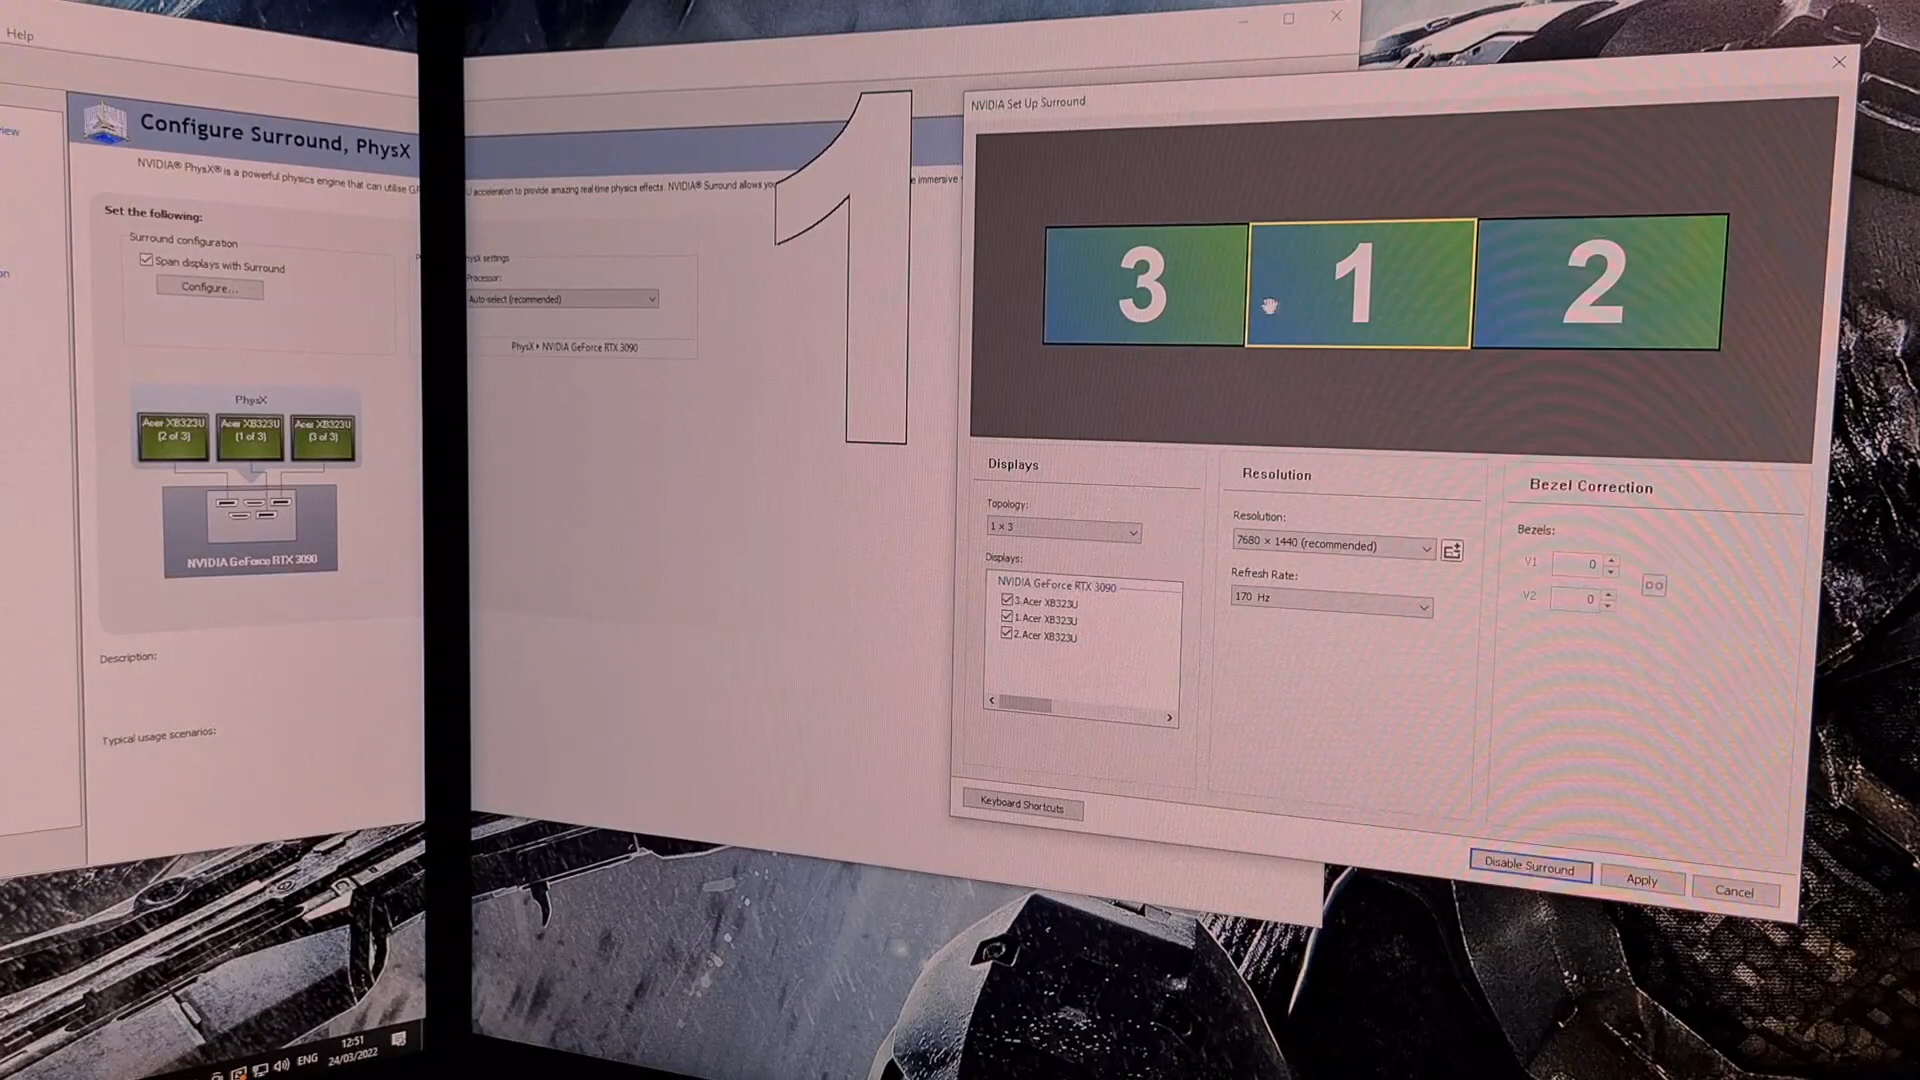 Help
Configure Surround, PhysX
NVIDIA® PhysX® is a powerful physics engine that can utilise
U acceleration to provide amazing real-time physics effects. NVIDIA® Surround allows
e immersive
Set the following:
Surround configuration
Span displays with Surround
Configure...
settings
Processor:
Auto-select (recommended)
PhysX ▸ NVIDIA GeForce RTX 3090
PhysX
Acer XB323U
(2 of 3)
Acer XB323U
(1 of 3)
Acer XB323U
(3 of 3)
NVIDIA GeForce RTX 3090
Description:
Typical usage scenarios:
12:51
ENG
24/03/2022
1
NVIDIA Set Up Surround
3
1
2
Displays
Topology:
1 × 3
Displays:
NVIDIA GeForce RTX 3090
3.Acer XB323U
1.Acer XB323U
2.Acer XB323U
Resolution
Resolution:
7680 × 1440 (recommended)
Refresh Rate:
170 Hz
Bezel Correction
Bezels:
V1
0
V2
0
Keyboard Shortcuts
Disable Surround
Apply
Cancel